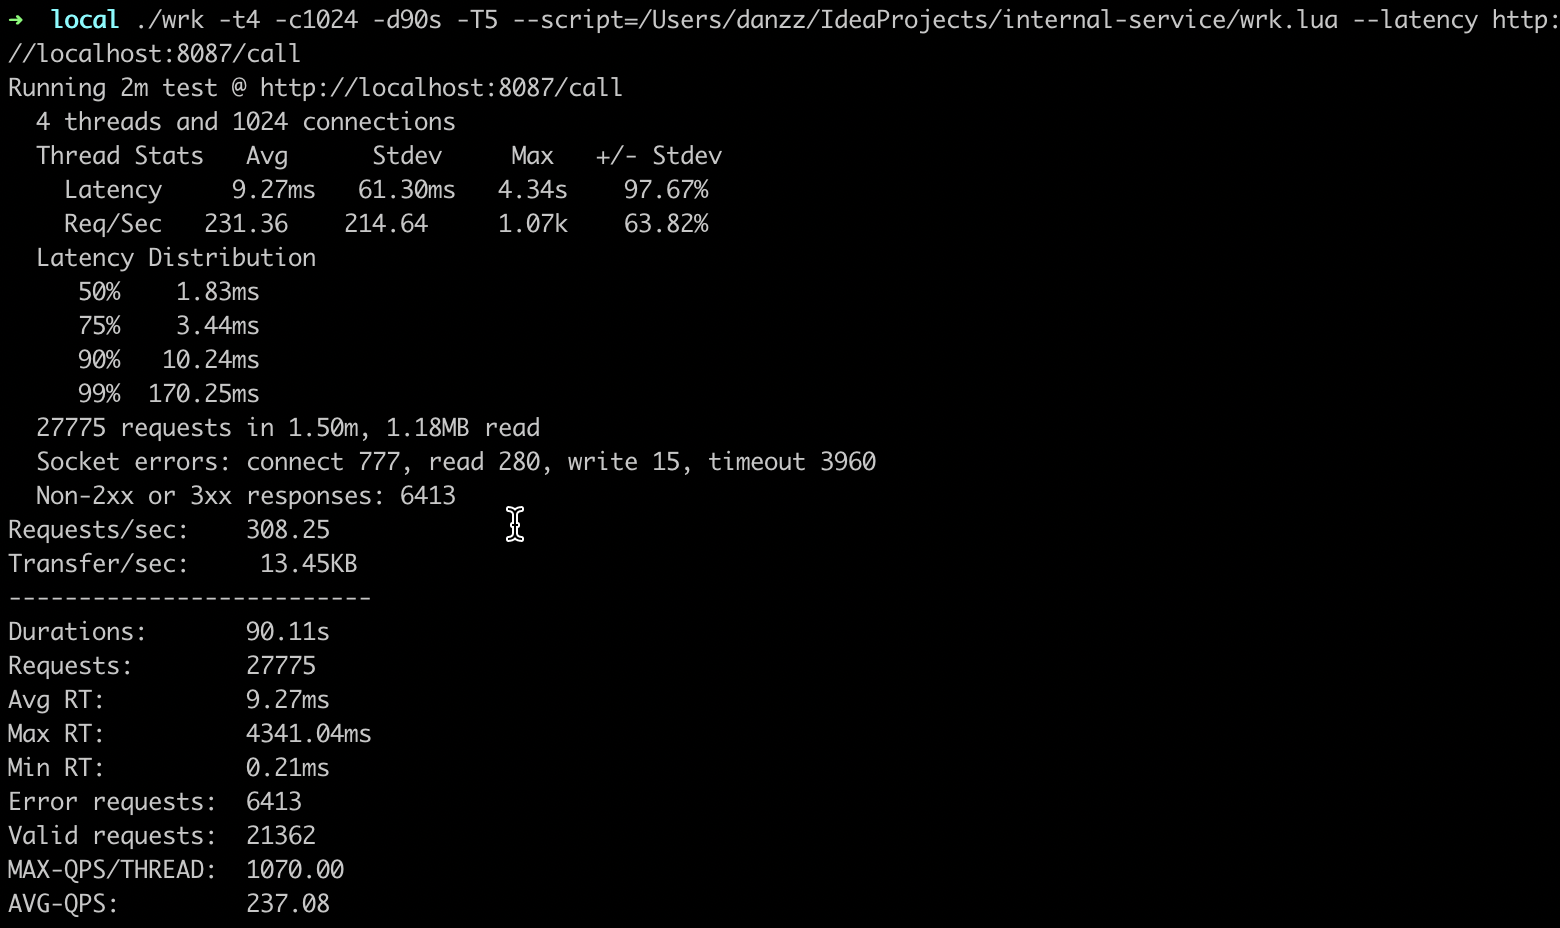 ➜  local ./wrk -t4 -c1024 -d90s -T5 --script=/Users/danzz/IdeaProjects/internal-service/wrk.lua --latency http:
//localhost:8087/call
Running 2m test @ http://localhost:8087/call
  4 threads and 1024 connections
  Thread Stats   Avg      Stdev     Max   +/- Stdev
    Latency     9.27ms   61.30ms   4.34s    97.67%
    Req/Sec   231.36    214.64     1.07k    63.82%
  Latency Distribution
     50%    1.83ms
     75%    3.44ms
     90%   10.24ms
     99%  170.25ms
  27775 requests in 1.50m, 1.18MB read
  Socket errors: connect 777, read 280, write 15, timeout 3960
  Non-2xx or 3xx responses: 6413
Requests/sec:    308.25
Transfer/sec:     13.45KB
--------------------------
Durations:       90.11s
Requests:        27775
Avg RT:          9.27ms
Max RT:          4341.04ms
Min RT:          0.21ms
Error requests:  6413
Valid requests:  21362
MAX-QPS/THREAD:  1070.00
AVG-QPS:         237.08